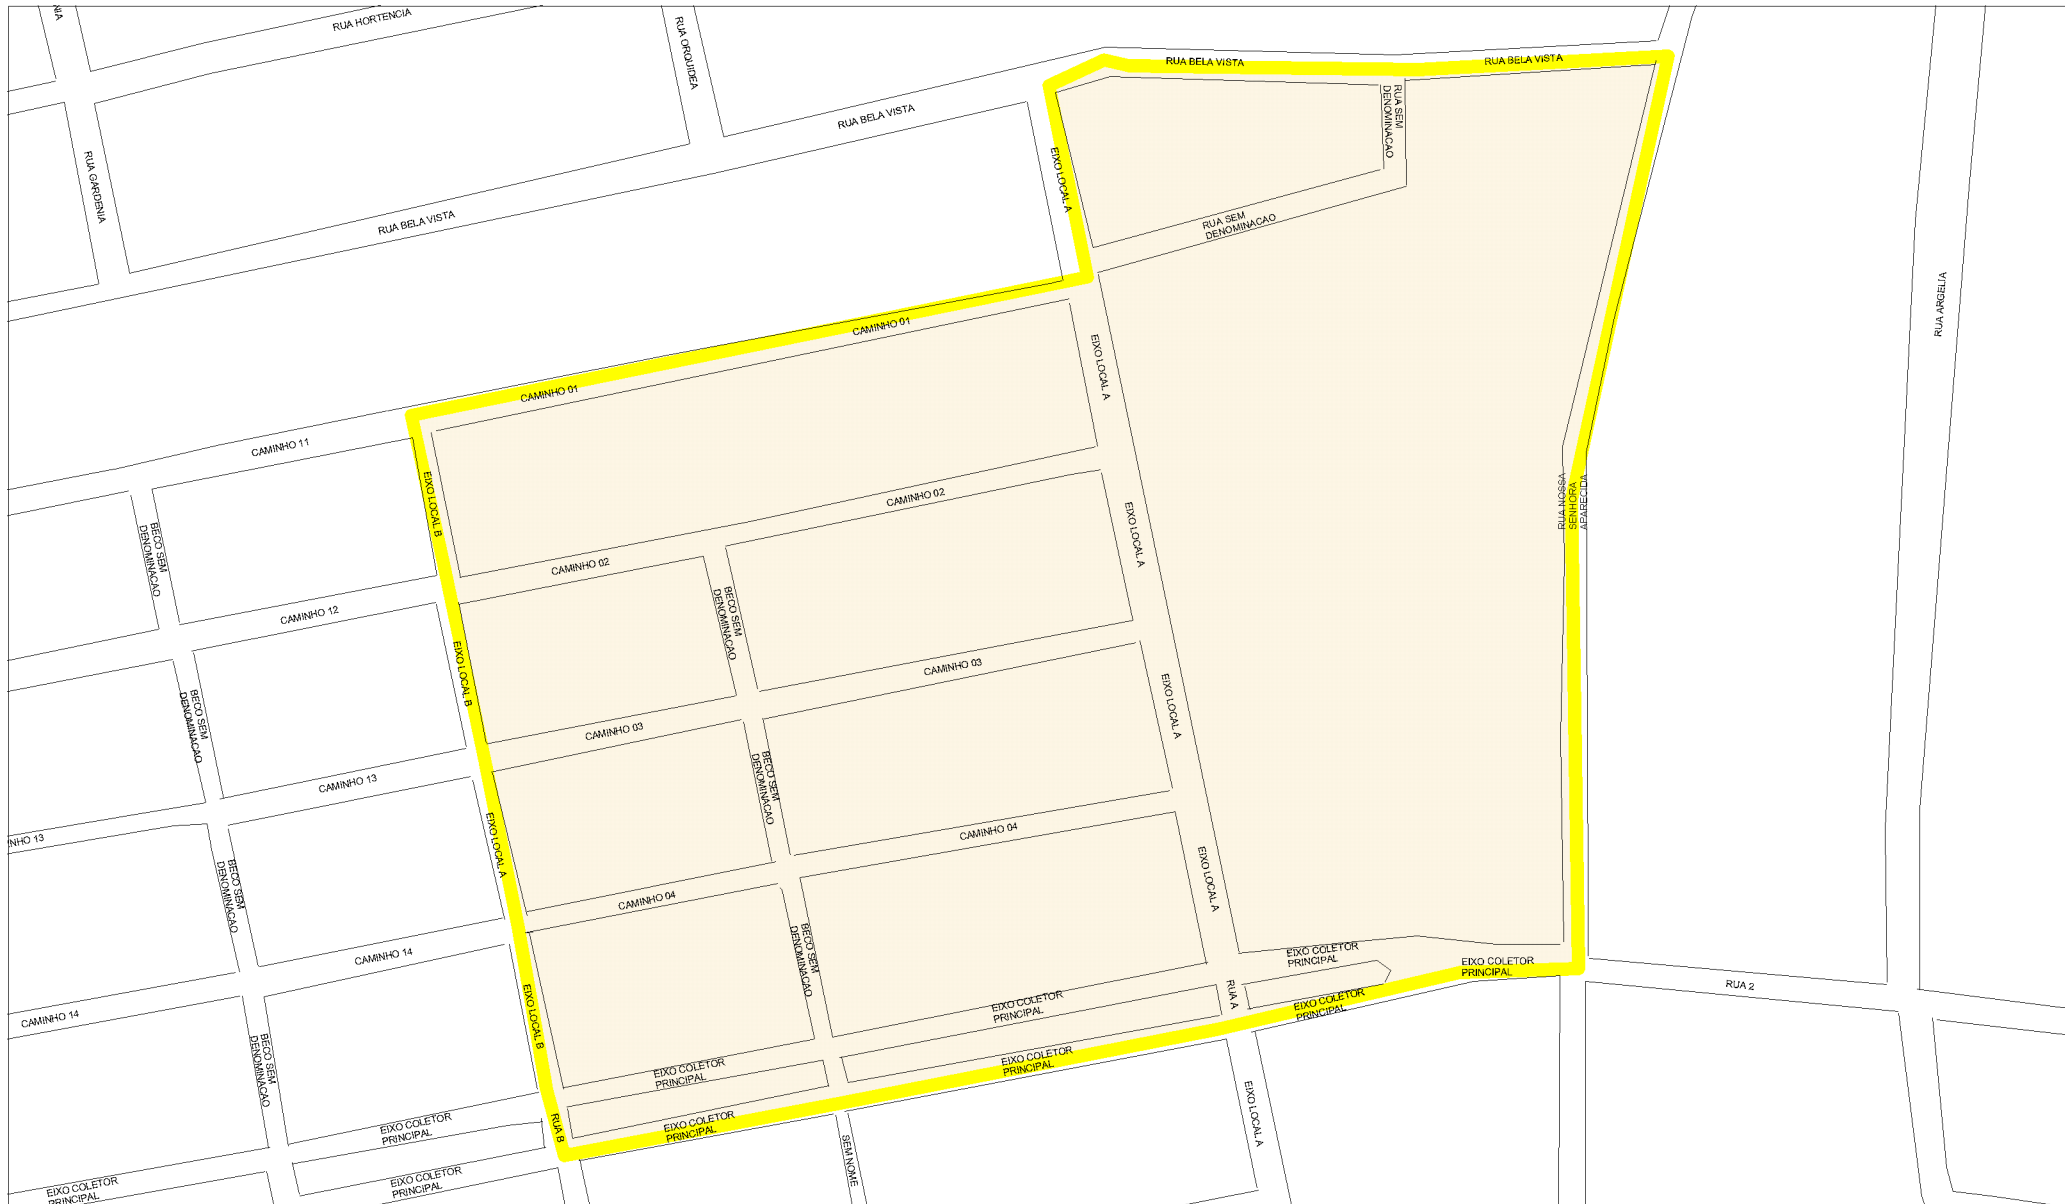 RUA HORTENCIA
RUA ORQUIDEA
RUA BELA VISTA
RUA BELA VISTA
RUA SEM
DENOMINACAO
RUA BELA VISTA
RUA GARDENIA
EIXO LOCAL A
RUA BELA VISTA
RUA SEM
DENOMINACAO
RUA ARGELIA
CAMINHO 01
EIXO LOCAL A
CAMINHO 01
CAMINHO 11
EIXO LOCAL B
CAMINHO 02
RUA NOSSA
SENHORA
APARECIDA
EIXO LOCAL A
BECO SEM
DENOMINACAO
CAMINHO 02
CAMINHO 12
BECO SEM
DENOMINACAO
EIXO LOCAL B
CAMINHO 03
EIXO LOCAL A
BECO SEM
DENOMINACAO
CAMINHO 03
CAMINHO 13
BECO SEM
DENOMINACAO
NHO 13
EIXO LOCAL A
CAMINHO 04
EIXO LOCAL A
BECO SEM
DENOMINACAO
CAMINHO 04
CAMINHO 14
BECO SEM
DENOMINACAO
EIXO COLETOR
PRINCIPAL
EIXO COLETOR
PRINCIPAL
RUA 2
RUA A
EIXO COLETOR
PRINCIPAL
EIXO COLETOR
PRINCIPAL
CAMINHO 14
EIXO LOCAL B
BECO SEM
DENOMINACAO
EIXO COLETOR
PRINCIPAL
EIXO COLETOR
PRINCIPAL
EIXO LOCAL A
EIXO COLETOR
PRINCIPAL
RUA B
EIXO COLETOR
PRINCIPAL
SEM NOME
EIXO COLETOR
PRINCIPAL
EIXO COLETOR
PRINCIPAL